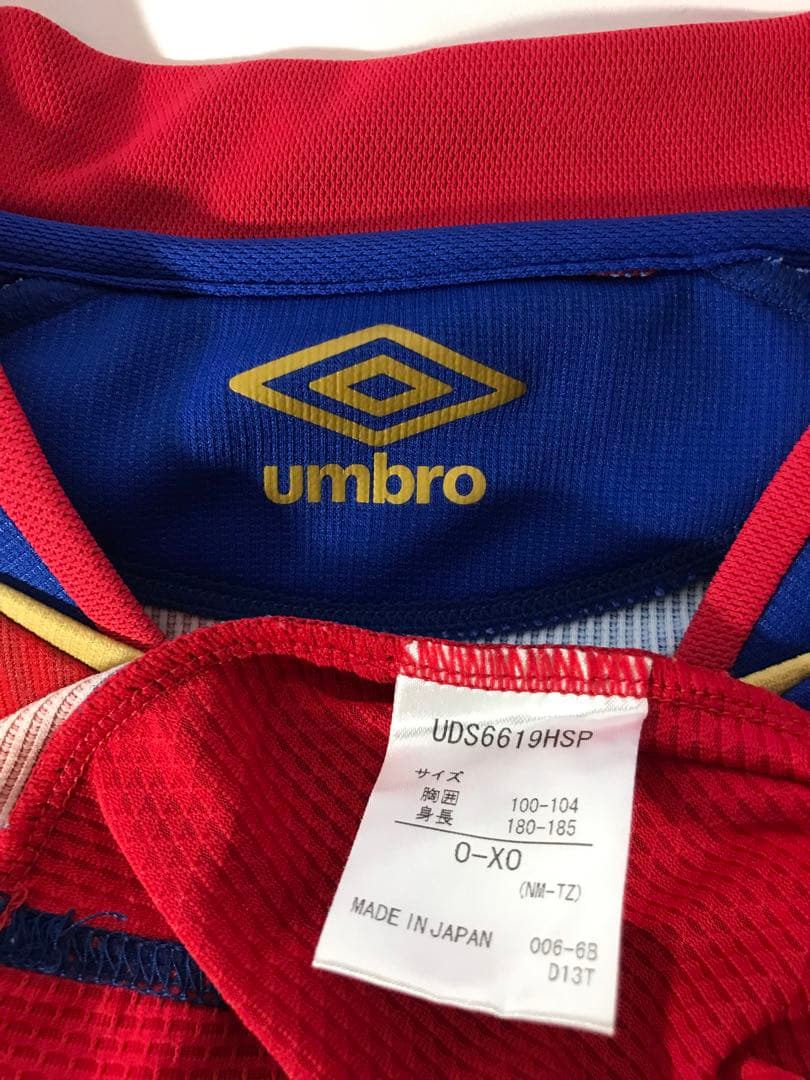 umbro
UDS6619HSP
サイズ
胸囲 100-104
身長 180-185
O-XO
(NM-TZ)
MADE IN JAPAN 006-6B
D13T